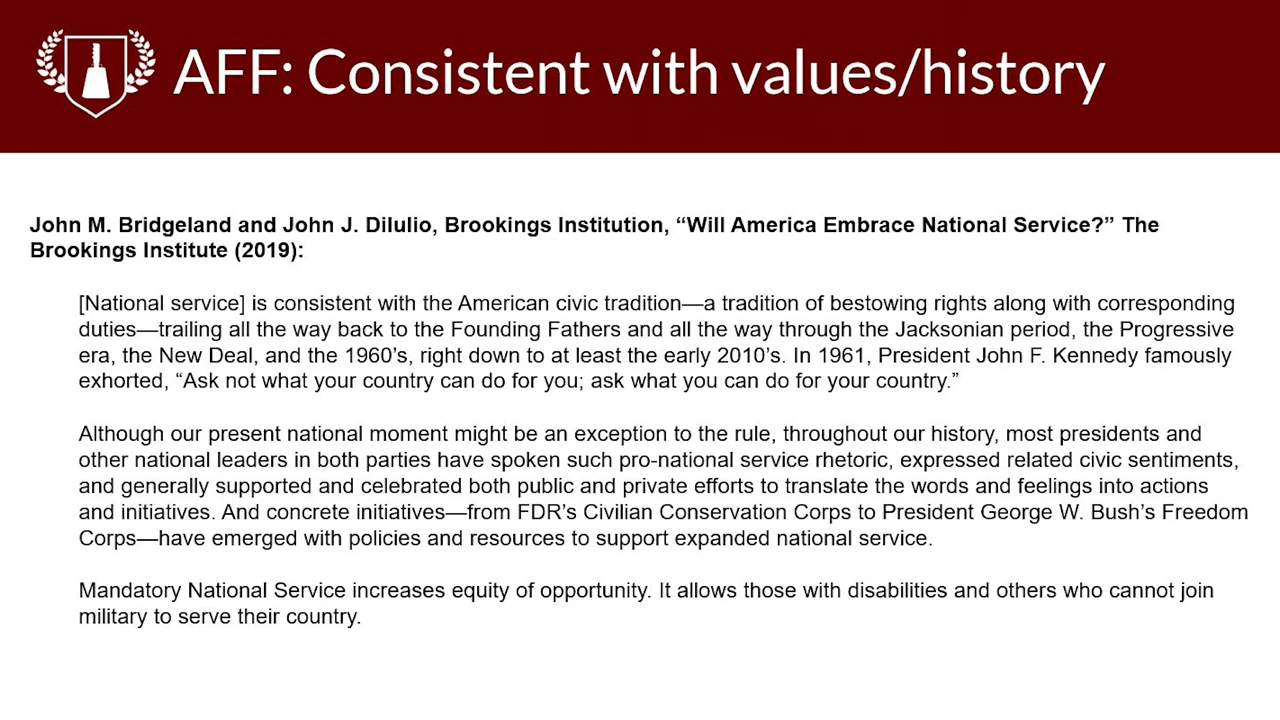 AFF: Consistent with values/history
John M. Bridgeland and John J. DiIulio, Brookings Institution, “Will America Embrace National Service?” The
Brookings Institute (2019):
[National service] is consistent with the American civic tradition—a tradition of bestowing rights along with corresponding
duties—trailing all the way back to the Founding Fathers and all the way through the Jacksonian period, the Progressive
era, the New Deal, and the 1960’s, right down to at least the early 2010’s. In 1961, President John F. Kennedy famously
exhorted, “Ask not what your country can do for you; ask what you can do for your country.”
Although our present national moment might be an exception to the rule, throughout our history, most presidents and
other national leaders in both parties have spoken such pro-national service rhetoric, expressed related civic sentiments,
and generally supported and celebrated both public and private efforts to translate the words and feelings into actions
and initiatives. And concrete initiatives—from FDR’s Civilian Conservation Corps to President George W. Bush’s Freedom
Corps—have emerged with policies and resources to support expanded national service.
Mandatory National Service increases equity of opportunity. It allows those with disabilities and others who cannot join
military to serve their country.